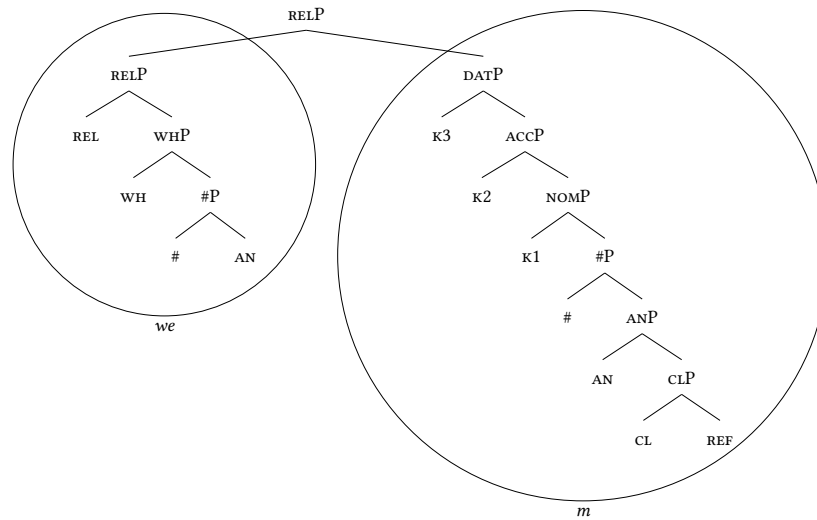 RELP
RELP DATP
REL WHP K3 ACCP
WH #P K2 NOMP
# AN K1 #P
# ANP
we
AN CLP
CL REF
m